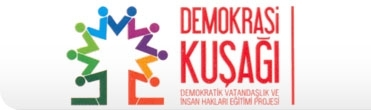 DEMOKRASİ
KUŞAĞI
DEMOKRATİK VATANDAŞLIK VE
İNSAN HAKLARI EĞİTİMİ PROJESİ